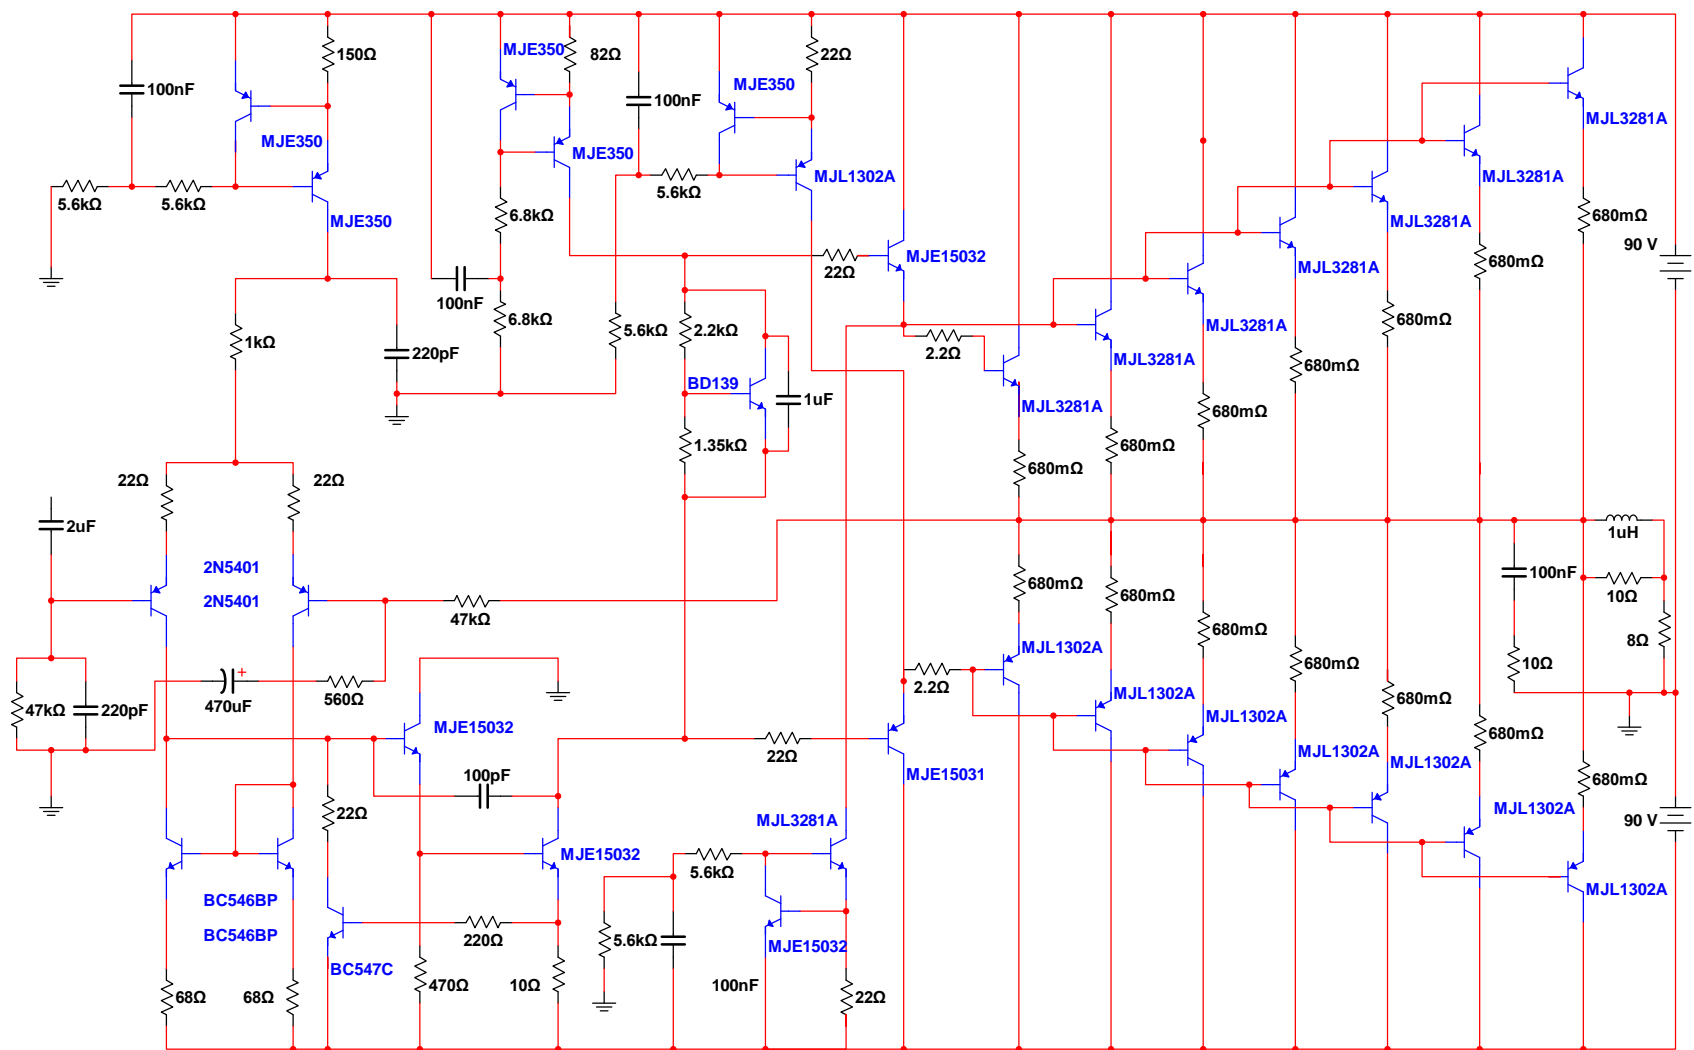 150Ω
MJE350
82Ω
22Ω
100nF
MJE350
100nF
MJL3281A
MJE350
MJE350
MJL1302A
MJL3281A
5.6kΩ
5.6kΩ
5.6kΩ
MJE350
6.8kΩ
MJL3281A
680mΩ
MJE15032
90 V
22Ω
MJL3281A
680mΩ
100nF
6.8kΩ
5.6kΩ
2.2kΩ
680mΩ
MJL3281A
1kΩ
220pF
2.2Ω
MJL3281A
680mΩ
BD139
1uF
MJL3281A
680mΩ
1.35kΩ
680mΩ
680mΩ
22Ω
22Ω
2uF
1uH
2N5401
100nF
680mΩ
680mΩ
10Ω
2N5401
47kΩ
680mΩ
8Ω
MJL1302A
680mΩ
10Ω
2.2Ω
MJL1302A
680mΩ
560Ω
47kΩ
220pF
470uF
MJL1302A
680mΩ
MJE15032
22Ω
MJL1302A
MJL1302A
MJE15031
680mΩ
100pF
22Ω
MJL3281A
MJL1302A
90 V
MJE15032
5.6kΩ
MJL1302A
BC546BP
BC546BP
220Ω
5.6kΩ
MJE15032
BC547C
470Ω
10Ω
100nF
68Ω
68Ω
22Ω